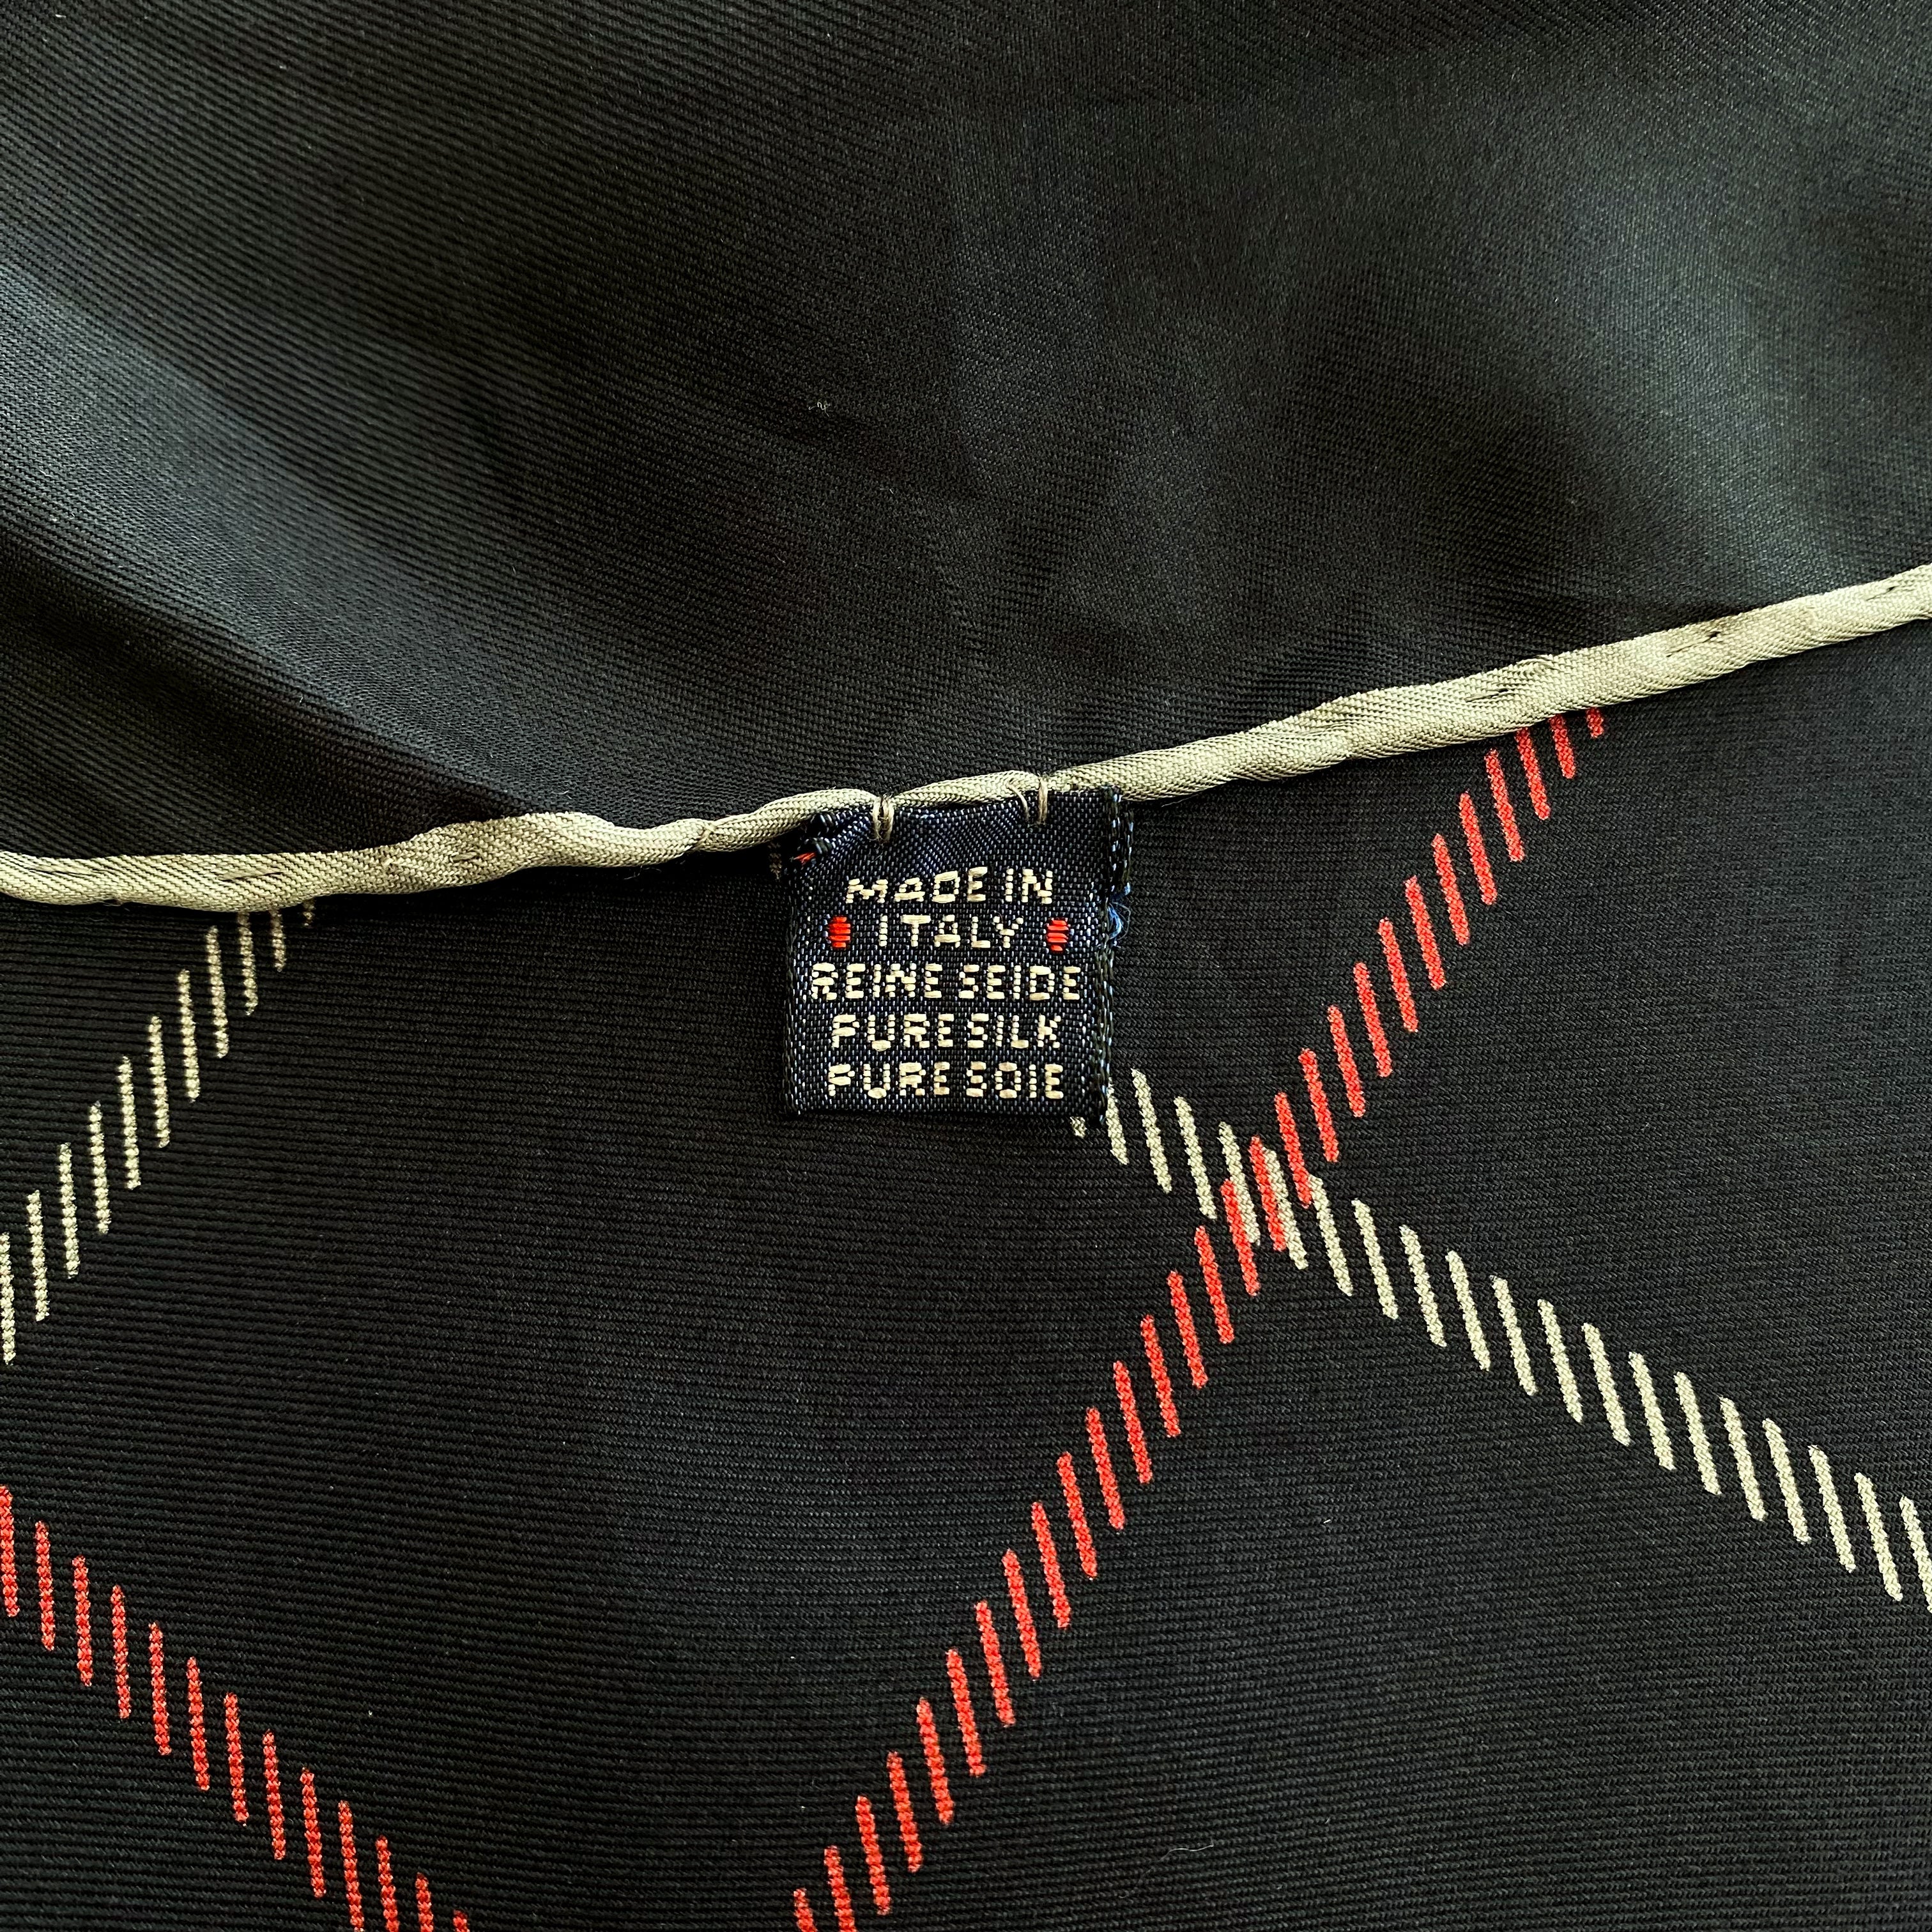 MADE IN
ITALY
REINE SEIDE
PURE SILK
PURE SOIE